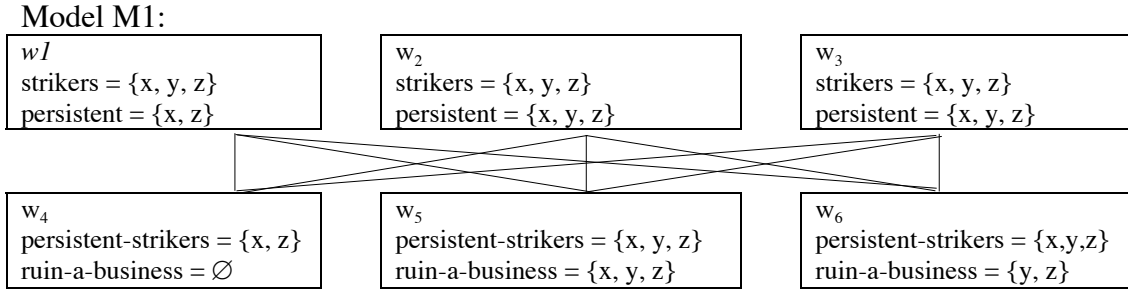 Model M1:
w1
strikers = {x, y, z}
persistent = {x, z}
w₂
strikers = {x, y, z}
persistent = {x, y, z}
w₃
strikers = {x, y, z}
persistent = {x, y, z}
w₄
persistent-strikers = {x, z}
ruin-a-business = ∅
w₅
persistent-strikers = {x, y, z}
ruin-a-business = {x, y, z}
w₆
persistent-strikers = {x,y,z}
ruin-a-business = {y, z}